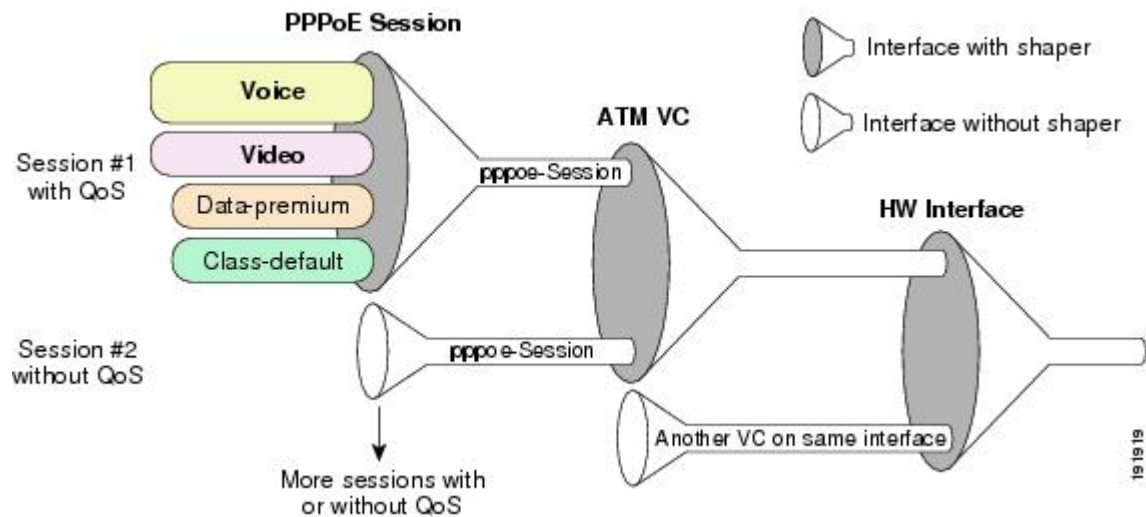 PPPoE Session
Interface with shaper
Interface without shaper
Voice
Video
Data-premium
Class-default
Session #1
with QoS
pppoe-Session
ATM VC
HW Interface
Session #2
without QoS
pppoe-Session
Another VC on same interface
More sessions with
or without QoS
191919